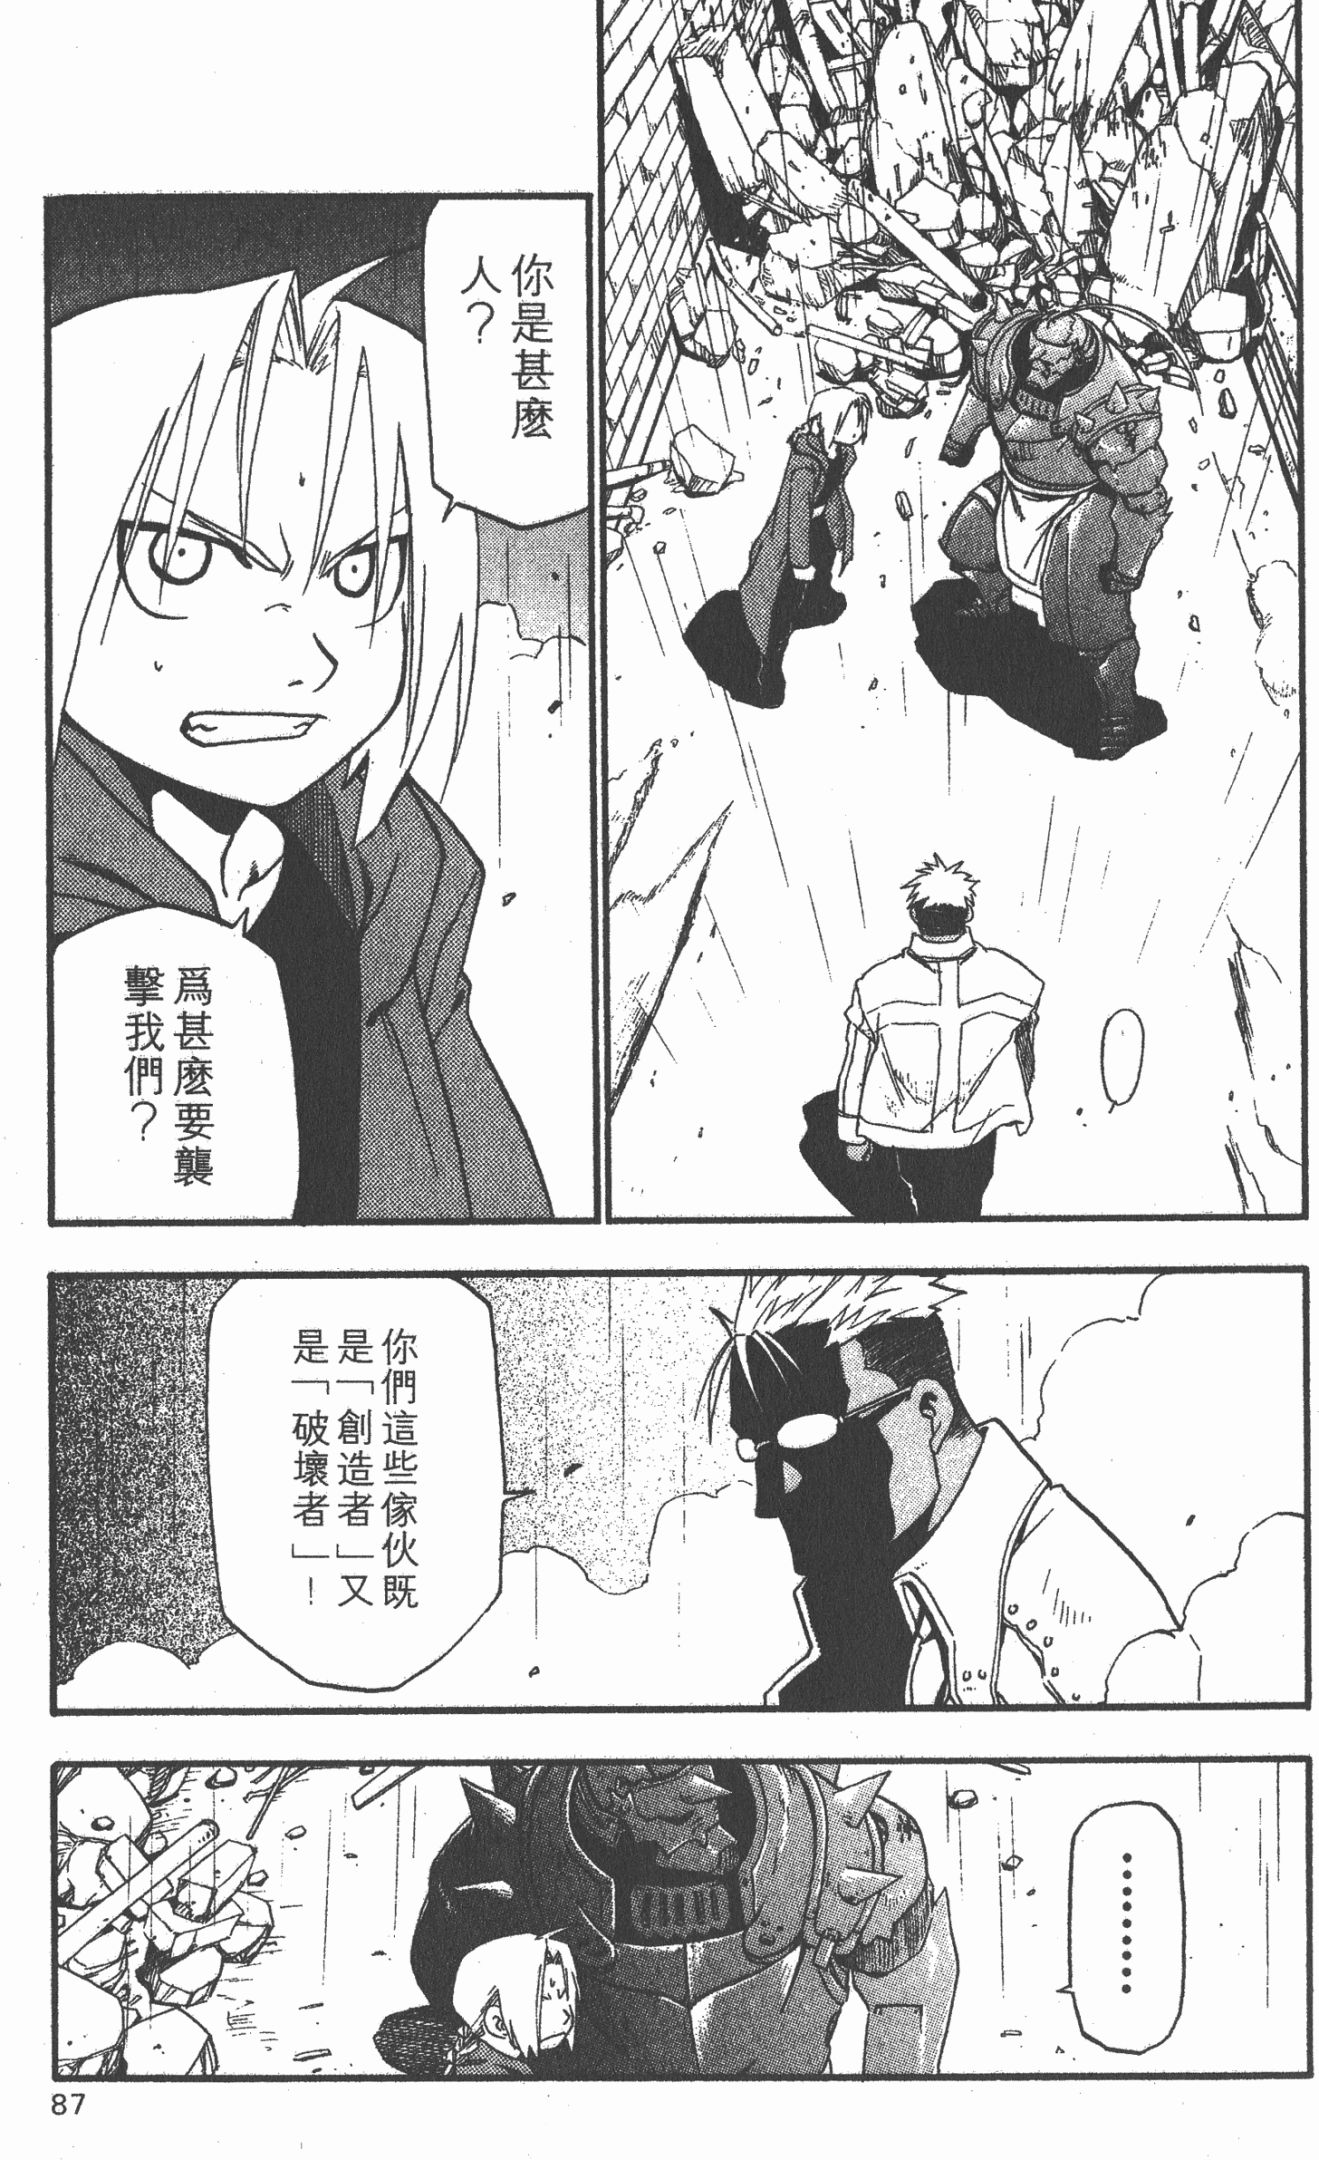 你是甚麼
人？
爲甚麼要襲
擊我們？
你們這些傢伙既
是「創造者」又
是「破壞者」！
………
87